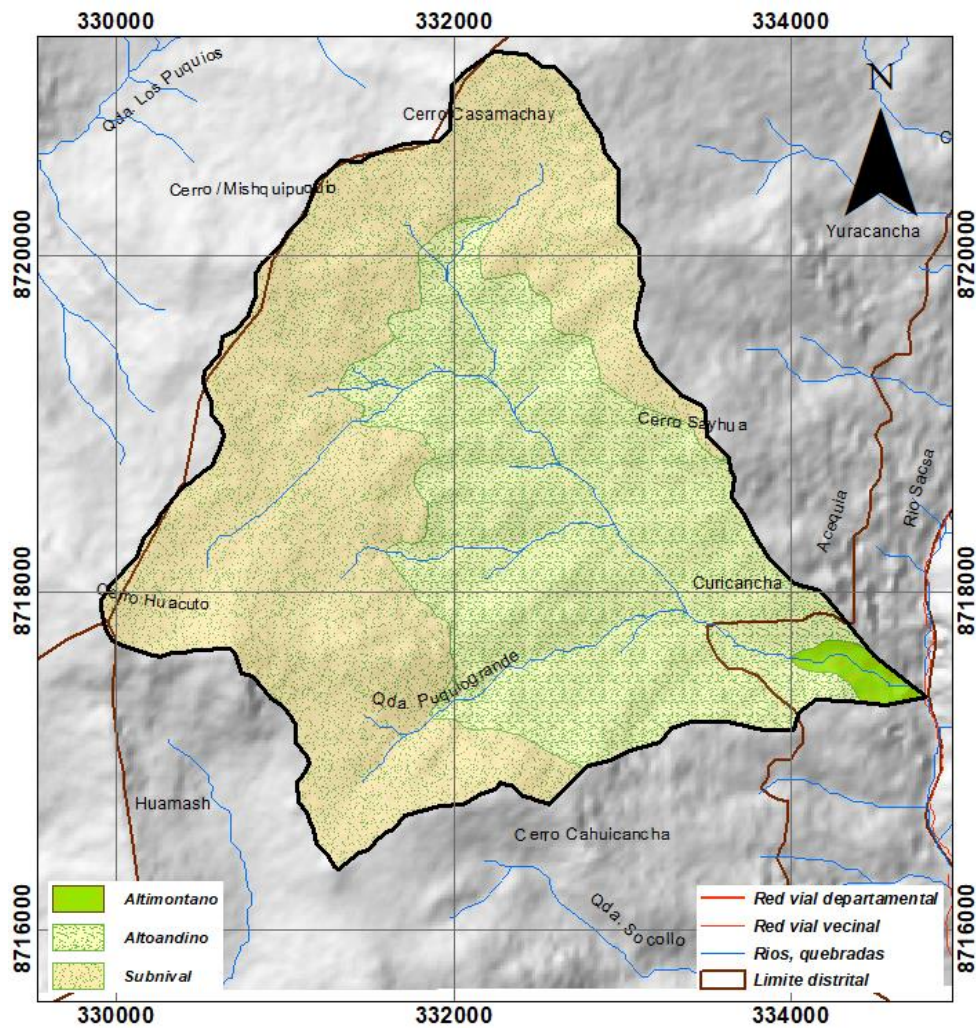 330000
332000
334000
Qda. Los Puquios
N
Cerro Casamachay
C
Cerro /Mishquipuquio
Yuracancha
8720000
8720000
Cerro Sayhua
Rio Sacsa
Acequia
Curicancha
8718000
8718000
Cerro Huacuto
Qda. Puquiogrande
Huamash
Cerro Cahuicancha
Qda. Socollo
8716000
8716000
Altimontano
Altoandino
Subnival
Red vial departamental
Red vial vecinal
Rios, quebradas
Limite distrital
330000
332000
334000